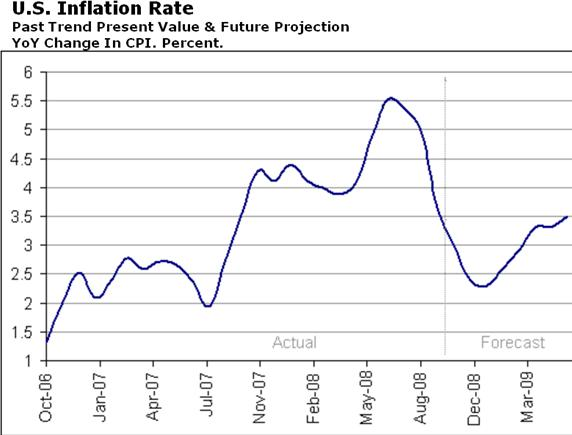 U.S. Inflation Rate
Past Trend Present Value & Future Projection
YoY Change In CPI. Percent.
6
5.5
5
4.5
4
3.5
3
2.5
2
1.5
1
Actual
Forecast
Oct-06
Jan-07
Apr-07
Jul-07
Nov-07
Feb-08
May-08
Aug-08
Dec-08
Mar-09